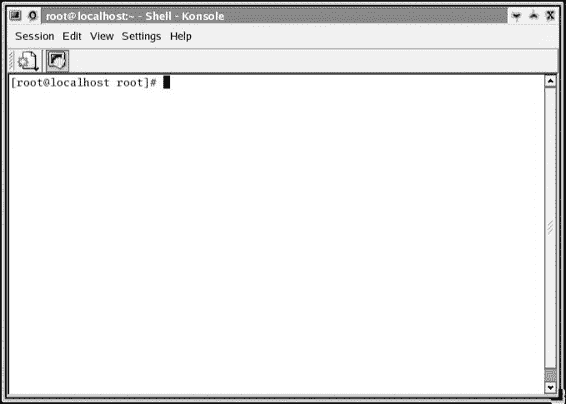 root@localhost:~ - Shell - Konsole
Session Edit View Settings Help
[root@localhost root]#